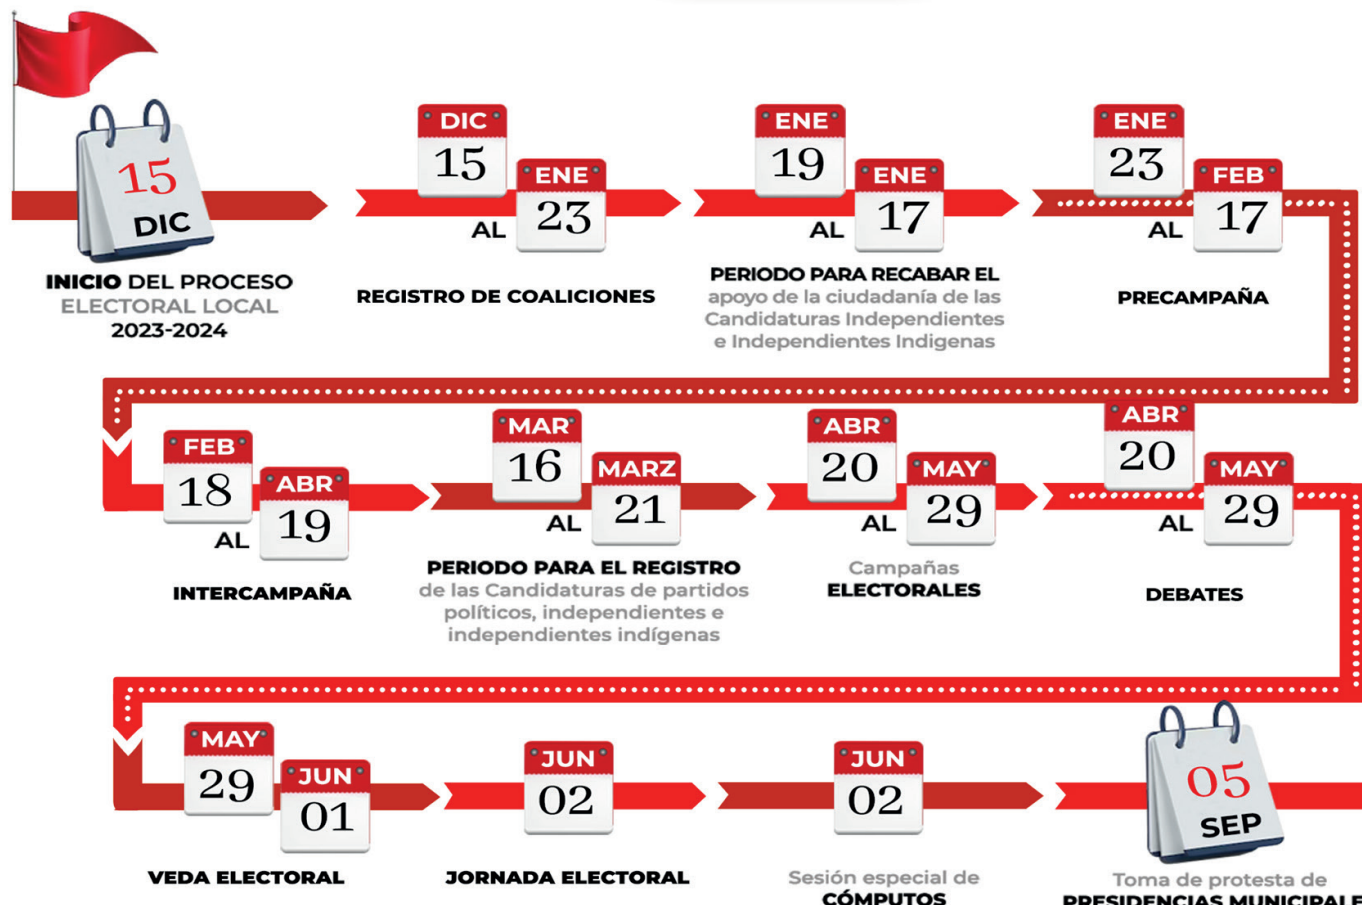 15
DIC
INICIO DEL PROCESO
ELECTORAL LOCAL
2023-2024
DIC
15
AL
ENE
23
REGISTRO DE COALICIONES
ENE
19
AL
ENE
17
PERIODO PARA RECABAR EL
apoyo de la ciudadanía de las
Candidaturas Independientes
e Independientes Indigenas
ENE
23
AL
FEB
17
PRECAMPAÑA
FEB
18
AL
ABR
19
INTERCAMPAÑA
MAR
16
AL
MARZ
21
PERIODO PARA EL REGISTRO
de las Candidaturas de partidos
políticos, independientes e
independientes indígenas
ABR
20
AL
MAY
29
Campañas
ELECTORALES
ABR
20
AL
MAY
29
DEBATES
MAY
29
JUN
01
VEDA ELECTORAL
JUN
02
JORNADA ELECTORAL
JUN
02
Sesión especial de
CÓMPUTOS
05
SEP
Toma de protesta de
PRESIDENCIAS MUNICIPALE